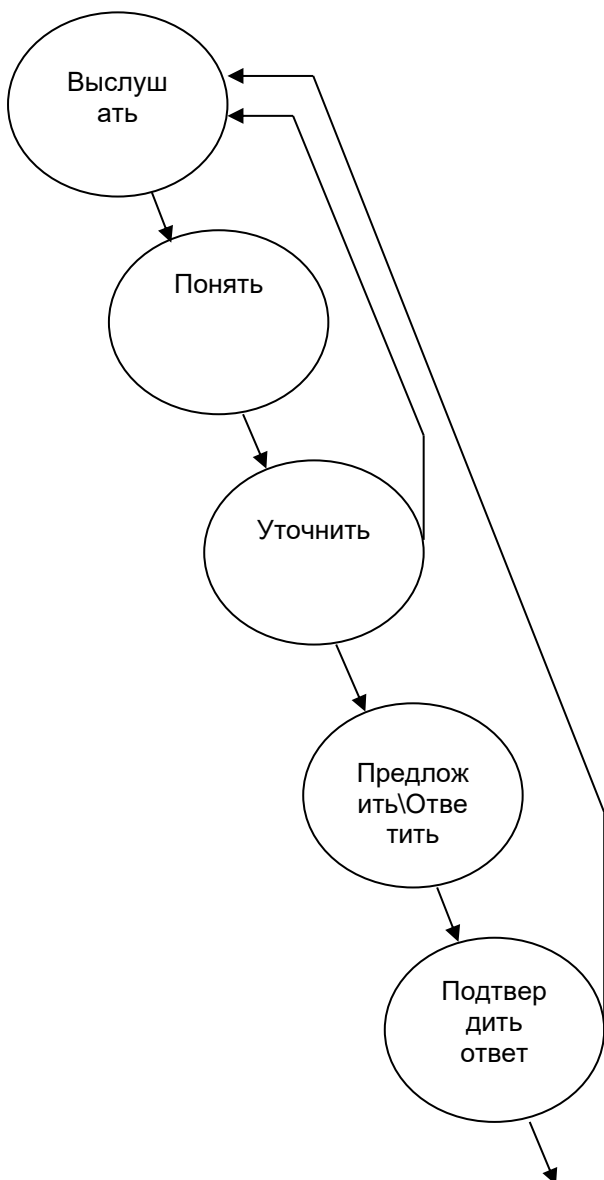 Выслуш
ать
Понять
Уточнить
Предлож
ить\Отве
тить
Подтвер
дить
ответ